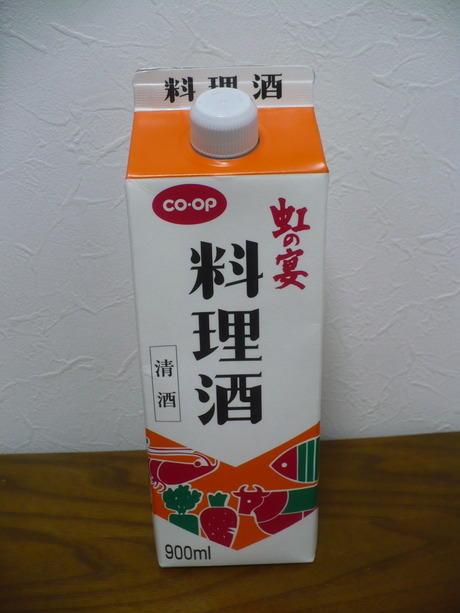 料理酒
co·op
虹の宴
料理酒
清酒
900ml